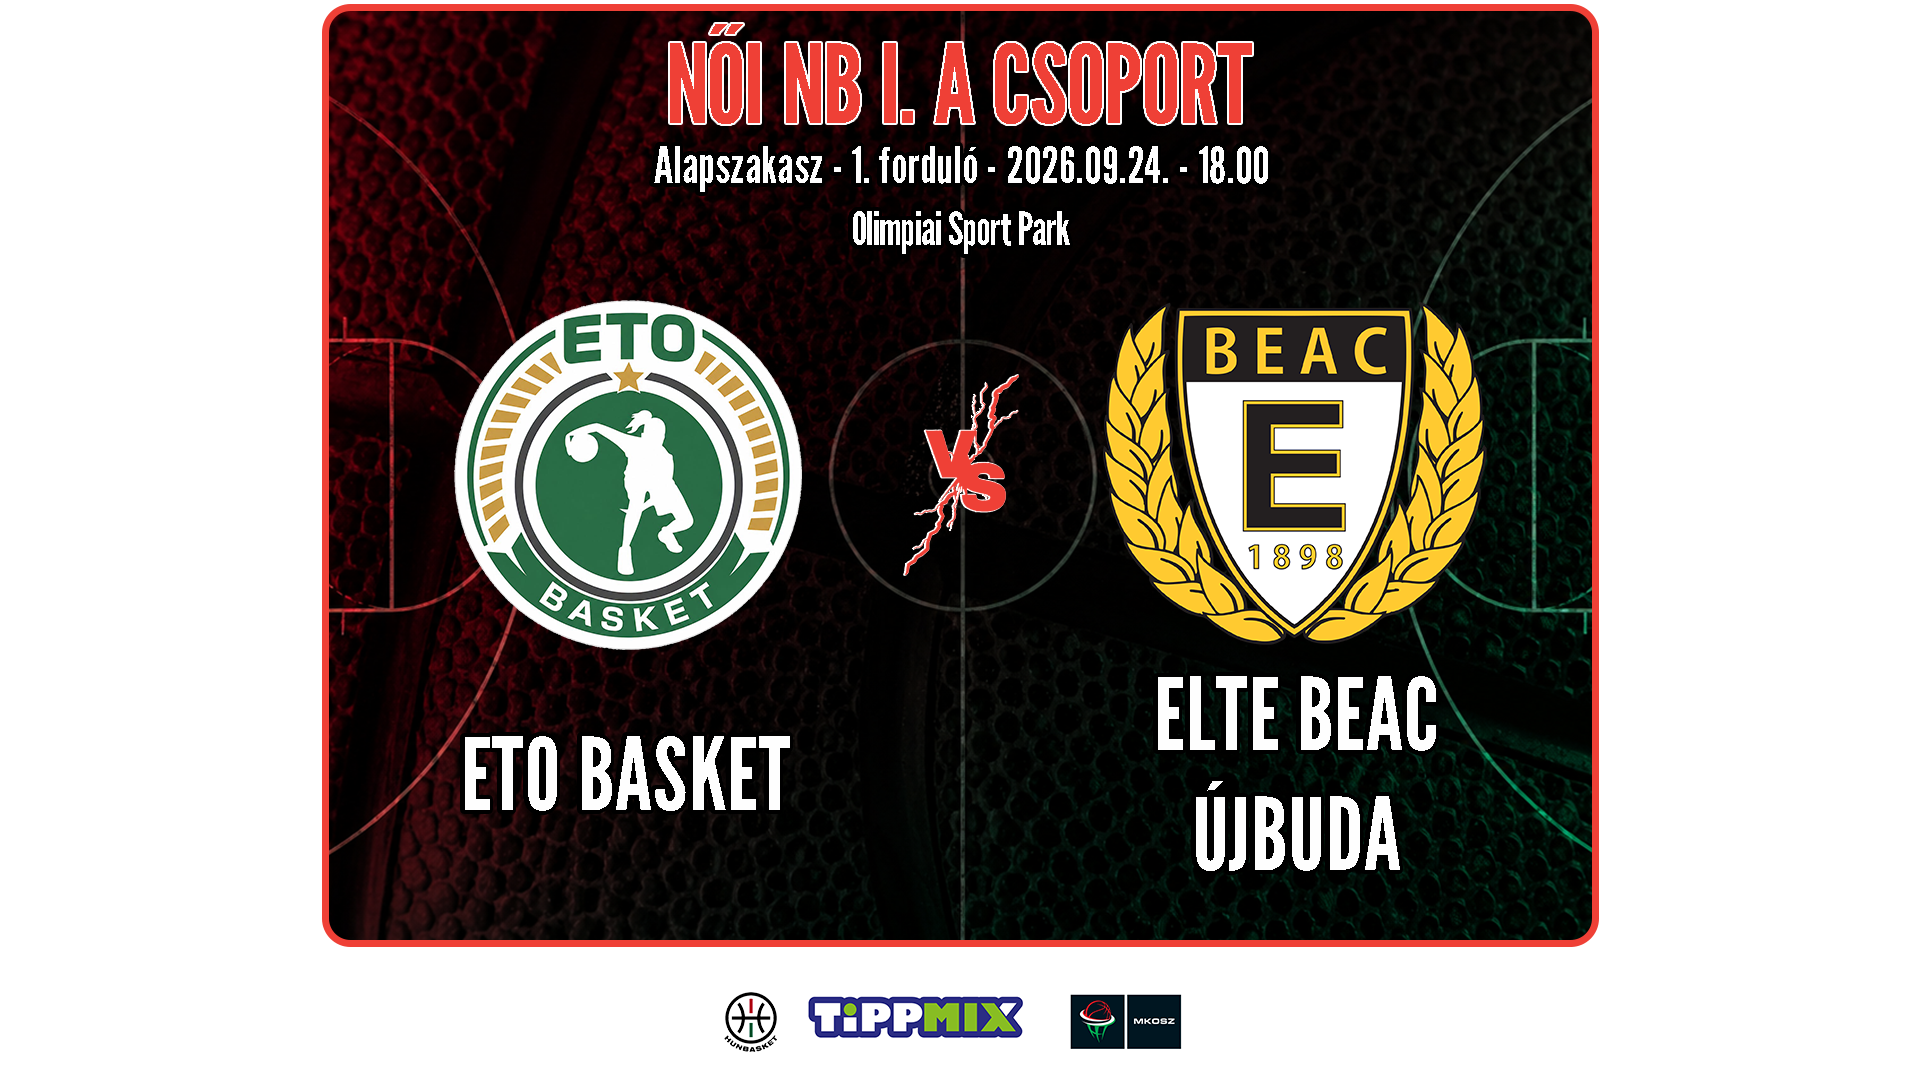 NŐI NB I. A CSOPORT
Alapszakasz - 1. forduló - 2026.09.24. - 18.00
Olimpiai Sport Park
ETO
BASKET
VS
BEAC
E
1898
ETO BASKET
ELTE BEAC
ÚJBUDA
HUNBASKET
TiPPMIX
MKOSZ